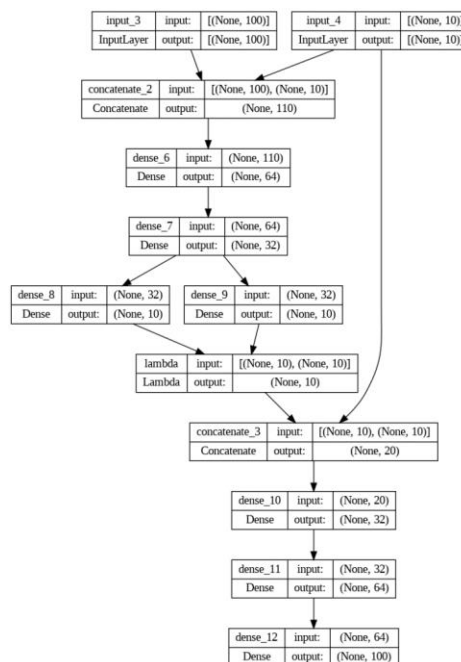 input_3 input: [(None, 100)]
InputLayer output: [(None, 100)]
input_4 input: [(None, 10)]
InputLayer output: [(None, 10)]
concatenate_2 input: [(None, 100), (None, 10)]
Concatenate output: (None, 110)
dense_6 input: (None, 110)
Dense output: (None, 64)
dense_7 input: (None, 64)
Dense output: (None, 32)
dense_8 input: (None, 32)
Dense output: (None, 10)
dense_9 input: (None, 32)
Dense output: (None, 10)
lambda input: [(None, 10), (None, 10)]
Lambda output: (None, 10)
concatenate_3 input: [(None, 10), (None, 10)]
Concatenate output: (None, 20)
dense_10 input: (None, 20)
Dense output: (None, 32)
dense_11 input: (None, 32)
Dense output: (None, 64)
dense_12 input: (None, 64)
Dense output: (None, 100)